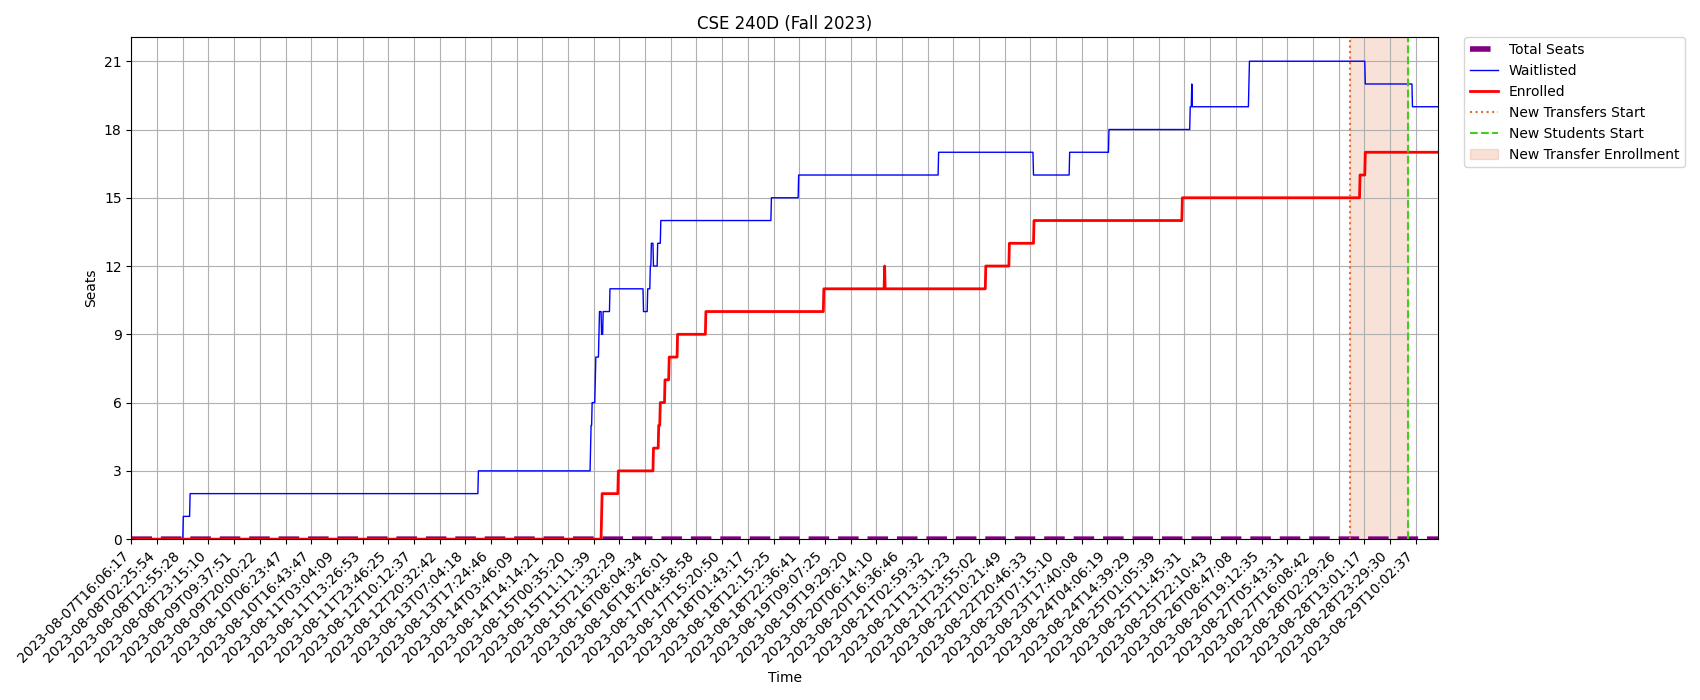 CSE 240D (Fall 2023)
Total Seats
Waitlisted
Enrolled
New Transfers Start
New Students Start
New Transfer Enrollment
Seats
21
18
15
12
9
6
3
0
2023-08-07T16:06:17
2023-08-08T02:25:54
2023-08-08T12:55:28
2023-08-08T23:15:10
2023-08-09T09:37:51
2023-08-09T20:00:22
2023-08-10T06:23:47
2023-08-10T16:43:47
2023-08-11T03:04:09
2023-08-11T13:26:53
2023-08-11T23:46:25
2023-08-12T10:12:37
2023-08-12T20:32:42
2023-08-13T07:04:18
2023-08-13T17:24:46
2023-08-14T03:46:09
2023-08-14T14:14:21
2023-08-15T00:35:20
2023-08-15T11:11:39
2023-08-15T21:32:29
2023-08-16T08:04:34
2023-08-16T18:26:01
2023-08-17T04:58:58
2023-08-17T15:20:50
2023-08-18T01:43:17
2023-08-18T12:15:25
2023-08-18T22:36:41
2023-08-19T09:07:25
2023-08-19T19:29:20
2023-08-20T06:14:10
2023-08-20T16:36:46
2023-08-21T02:59:32
2023-08-21T13:31:23
2023-08-21T23:55:02
2023-08-22T10:21:49
2023-08-22T20:46:33
2023-08-23T07:15:10
2023-08-23T17:40:08
2023-08-24T04:06:19
2023-08-24T14:39:29
2023-08-25T01:05:39
2023-08-25T11:45:31
2023-08-25T22:10:43
2023-08-26T08:47:08
2023-08-26T19:12:35
2023-08-27T05:43:31
2023-08-27T16:08:42
2023-08-28T02:29:26
2023-08-28T13:01:17
2023-08-28T23:29:30
2023-08-29T10:02:37
Time